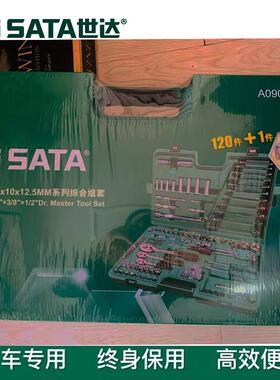 SATA世达
A090
SATA
x10x12.5MM系列综合组套
"×3/8"×1/2"Dr. Master Tool Set
120件+1件
SATA
车专用 终身保用 高效便